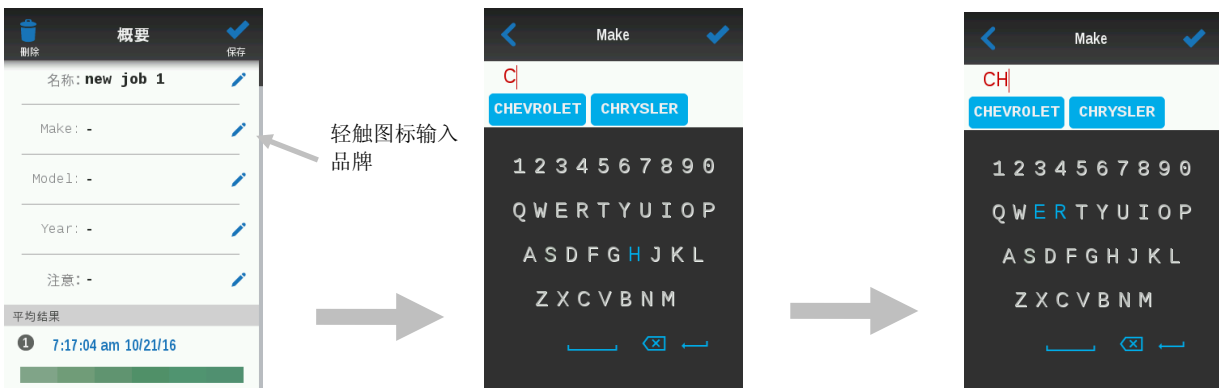 概要
删除
保存
名称: new job 1
Make: -
Model: -
Year: -
注意: -
平均结果
1 7:17:04 am 10/21/16
轻触图标输入
品牌
Make
C
CHEVROLET CHRYSLER
1 2 3 4 5 6 7 8 9 0
Q W E R T Y U I O P
A S D F G H J K L
Z X C V B N M
Make
CH
CHEVROLET CHRYSLER
1 2 3 4 5 6 7 8 9 0
Q W E R T Y U I O P
A S D F G H J K L
Z X C V B N M